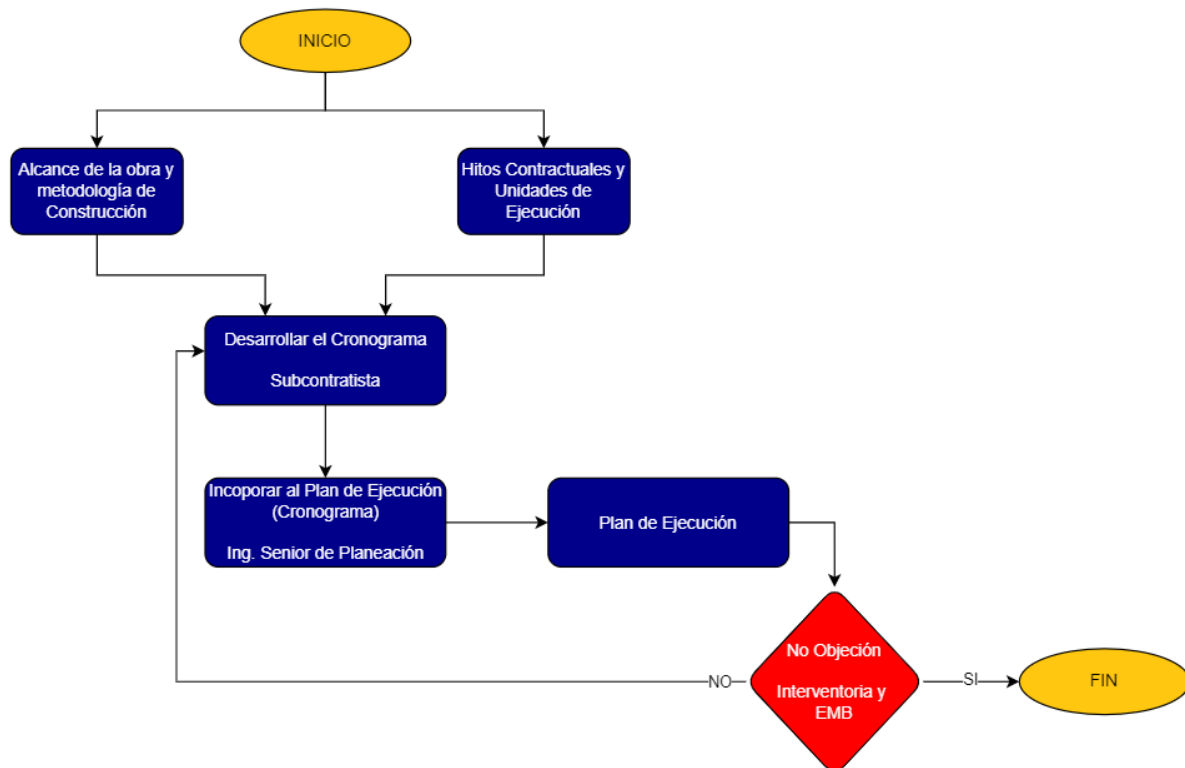 INICIO
Alcance de la obra y
metodología de
Construcción
Hitos Contractuales y
Unidades de
Ejecución
Desarrollar el Cronograma
Subcontratista
Incoporar al Plan de Ejecución
(Cronograma)
Ing. Senior de Planeación
Plan de Ejecución
No Objeción
Interventoria y
EMB
NO
SI
FIN